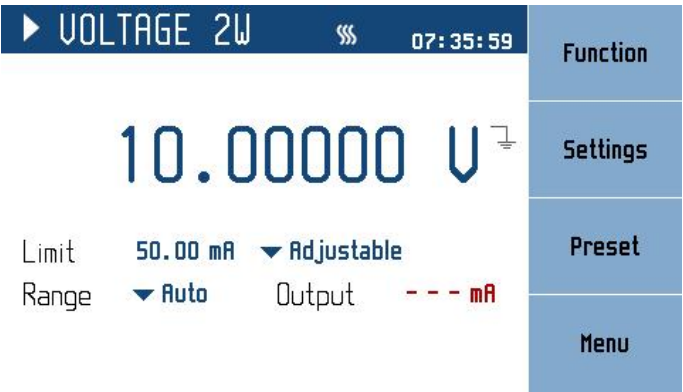 VOLTAGE 2W 07:35:59
10.00000 V
Limit 50.00 mA Adjustable
Range Auto Output - - - mA
Function
Settings
Preset
Menu